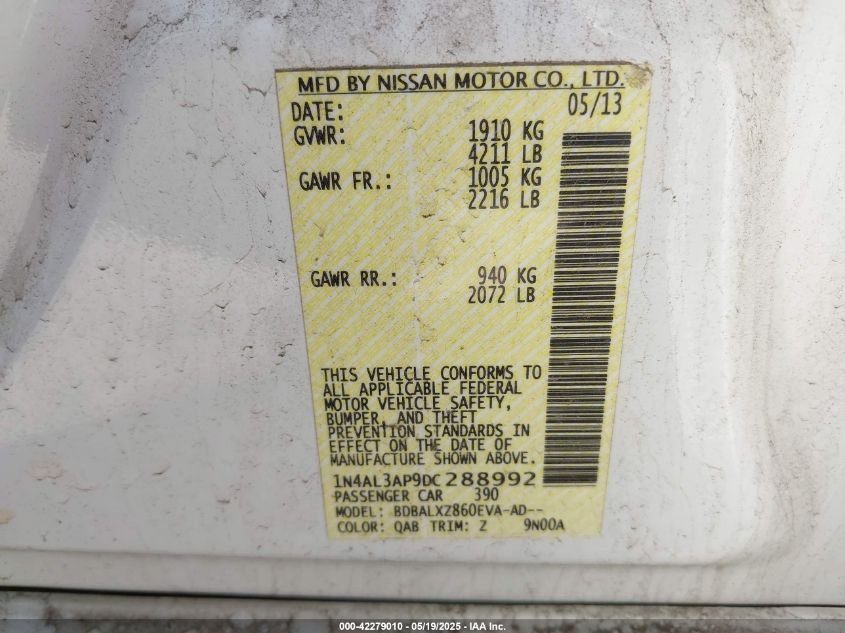 MFD BY NISSAN MOTOR CO., LTD.
DATE: 05/13
GVWR: 1910 KG
4211 LB
GAWR FR.: 1005 KG
2216 LB
GAWR RR.: 940 KG
2072 LB
THIS VEHICLE CONFORMS TO
ALL APPLICABLE FEDERAL
MOTOR VEHICLE SAFETY,
BUMPER, AND THEFT
PREVENTION STANDARDS IN
EFFECT ON THE DATE OF
MANUFACTURE SHOWN ABOVE.
1N4AL3AP9DC288992
PASSENGER CAR 390
MODEL: BDBALXZ860EVA-AD--
COLOR: QAB TRIM: Z 9N00A
000-42279010 - 05/19/2025 - IAA Inc.